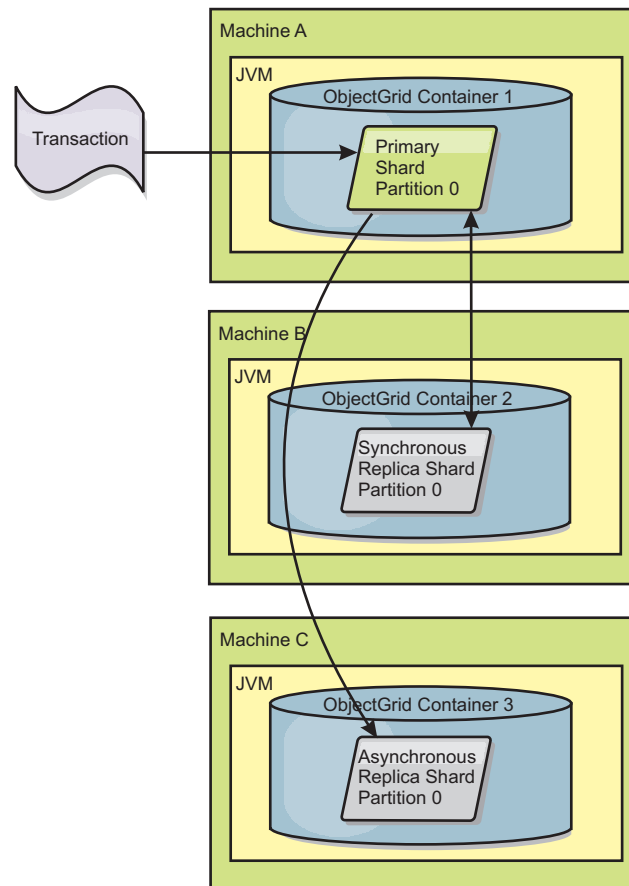 Machine A
JVM
ObjectGrid Container 1
Transaction
Primary
Shard
Partition 0
Machine B
JVM
ObjectGrid Container 2
Synchronous
Replica Shard
Partition 0
Machine C
JVM
ObjectGrid Container 3
Asynchronous
Replica Shard
Partition 0